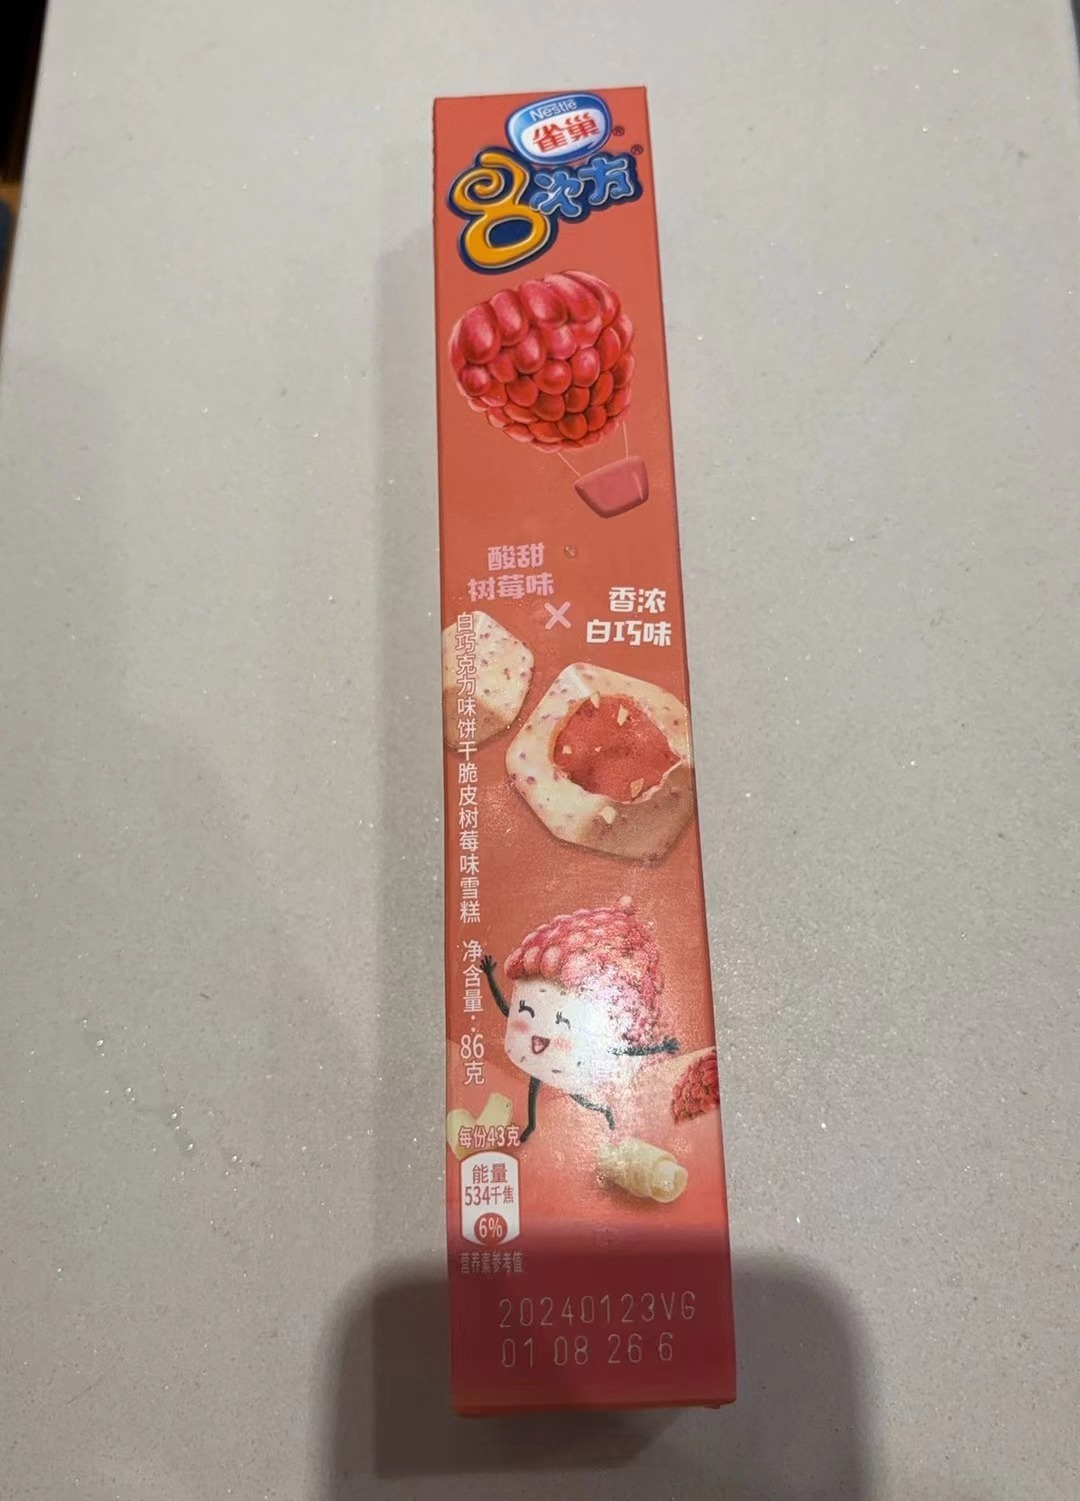 Nestlé
雀巢®
8次方®
酸甜
树莓味
×
香浓
白巧味
白巧克力味饼干脆皮树莓味雪糕 净含量:86克
每份43克
能量
534千焦
6%
营养素参考值
20240123VG
01 08 26 6